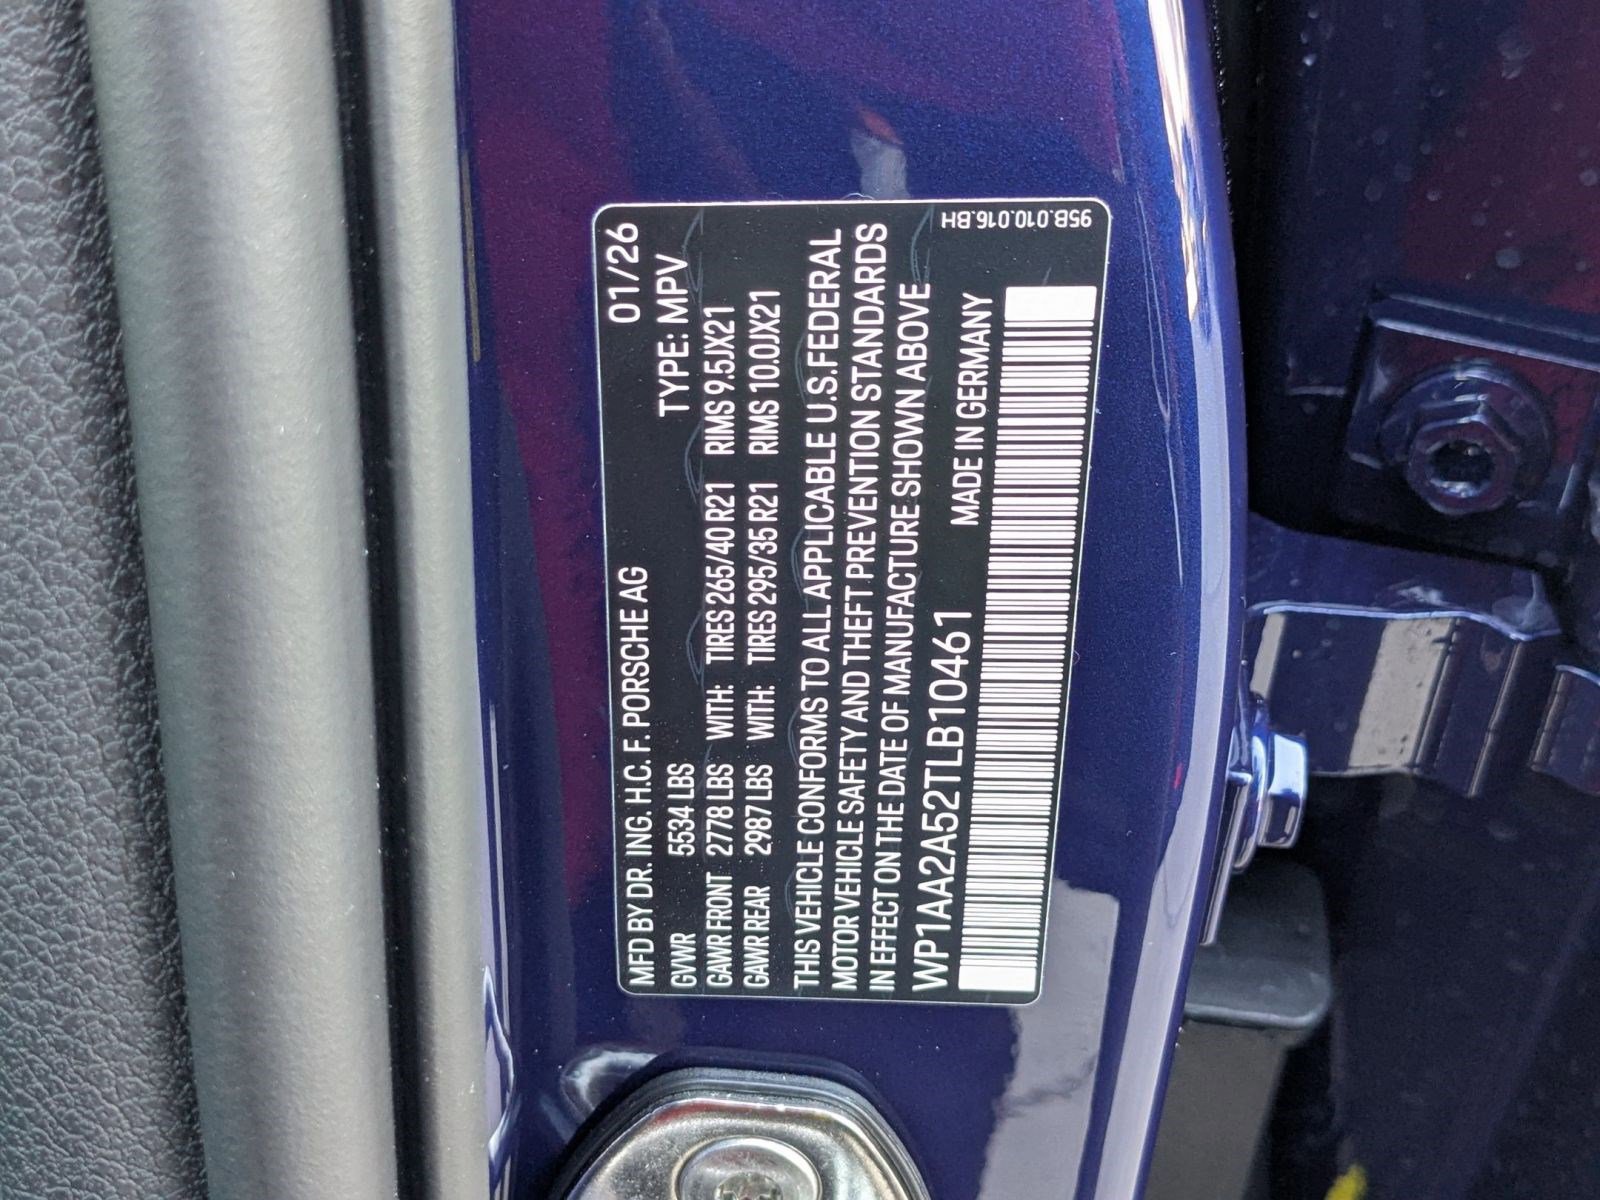 01/26
MFD BY DR. ING. H.C. F. PORSCHE AG
TYPE: MPV
GVWR 5534 LBS
GAWR FRONT 2778 LBS WITH: TIRES 265/40 R21 RIMS 9.5JX21
GAWR REAR 2987 LBS WITH: TIRES 295/35 R21 RIMS 10.0JX21
THIS VEHICLE CONFORMS TO ALL APPLICABLE U.S. FEDERAL
MOTOR VEHICLE SAFETY AND THEFT PREVENTION STANDARDS
IN EFFECT ON THE DATE OF MANUFACTURE SHOWN ABOVE
WP1AA2A52TLB10461 MADE IN GERMANY
95B.010.016.BH